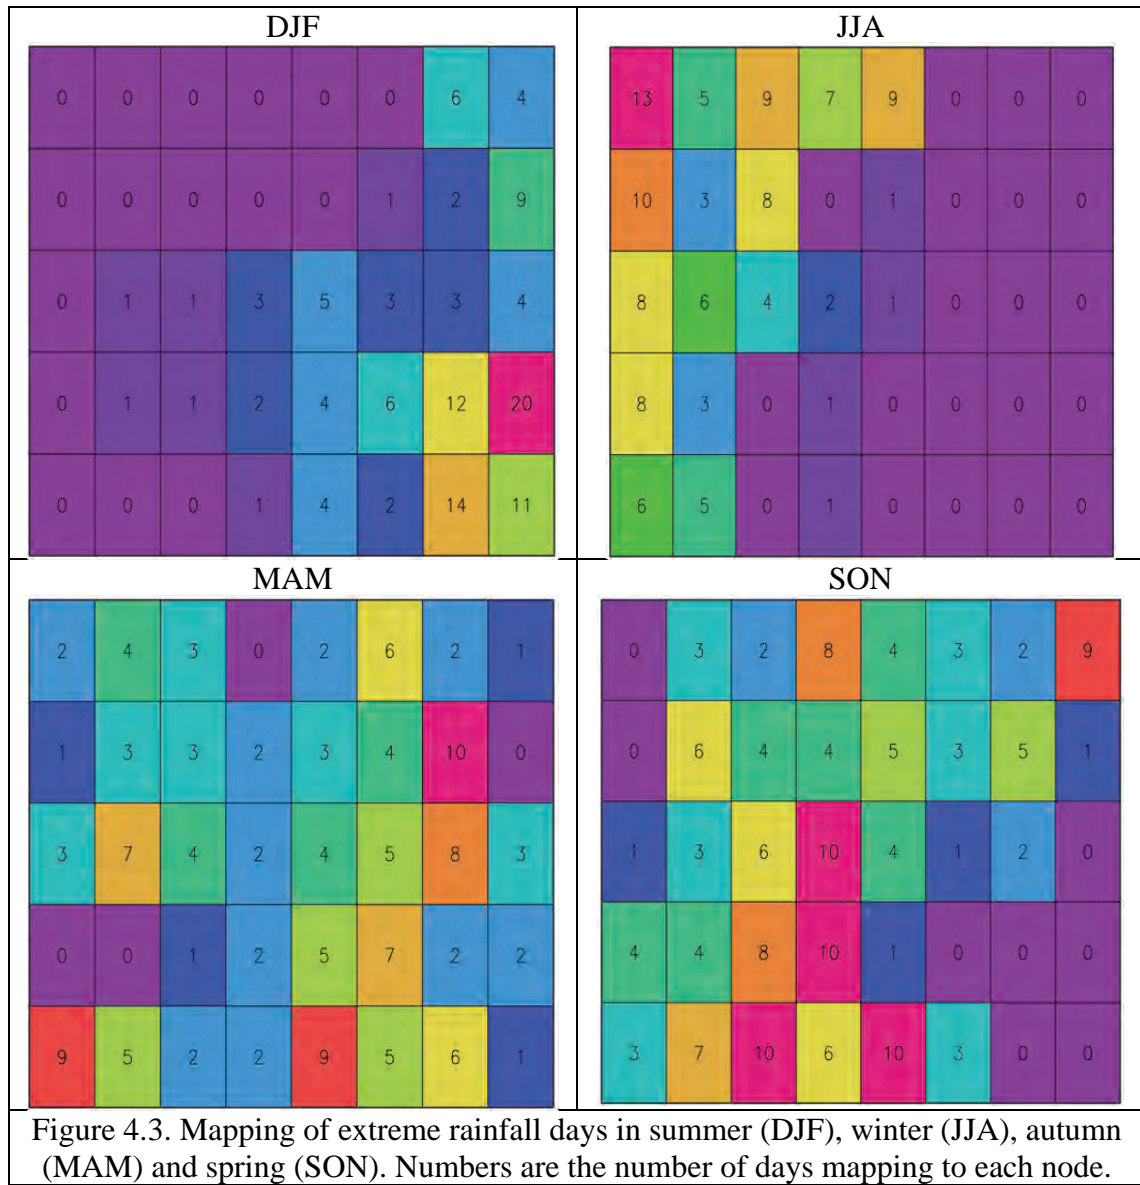 DJF
0 0 0 0 0 0 6 4
0 0 0 0 0 1 2 9
0 1 1 3 5 3 3 4
0 1 1 2 4 6 12 20
0 0 0 1 4 2 14 11
JJA
13 5 9 7 9 0 0 0
10 3 8 0 1 0 0 0
8 6 4 2 1 0 0 0
8 3 0 1 0 0 0 0
6 5 0 1 0 0 0 0
MAM
2 4 3 0 2 6 2 1
1 3 3 2 3 4 10 0
3 7 4 2 4 5 8 3
0 0 1 2 5 7 2 2
9 5 2 2 9 5 6 1
SON
0 3 2 8 4 3 2 9
0 6 4 4 5 3 5 1
1 3 6 10 4 1 2 0
4 4 8 10 1 0 0 0
3 7 10 6 10 3 0 0
Figure 4.3. Mapping of extreme rainfall days in summer (DJF), winter (JJA), autumn
(MAM) and spring (SON). Numbers are the number of days mapping to each node.